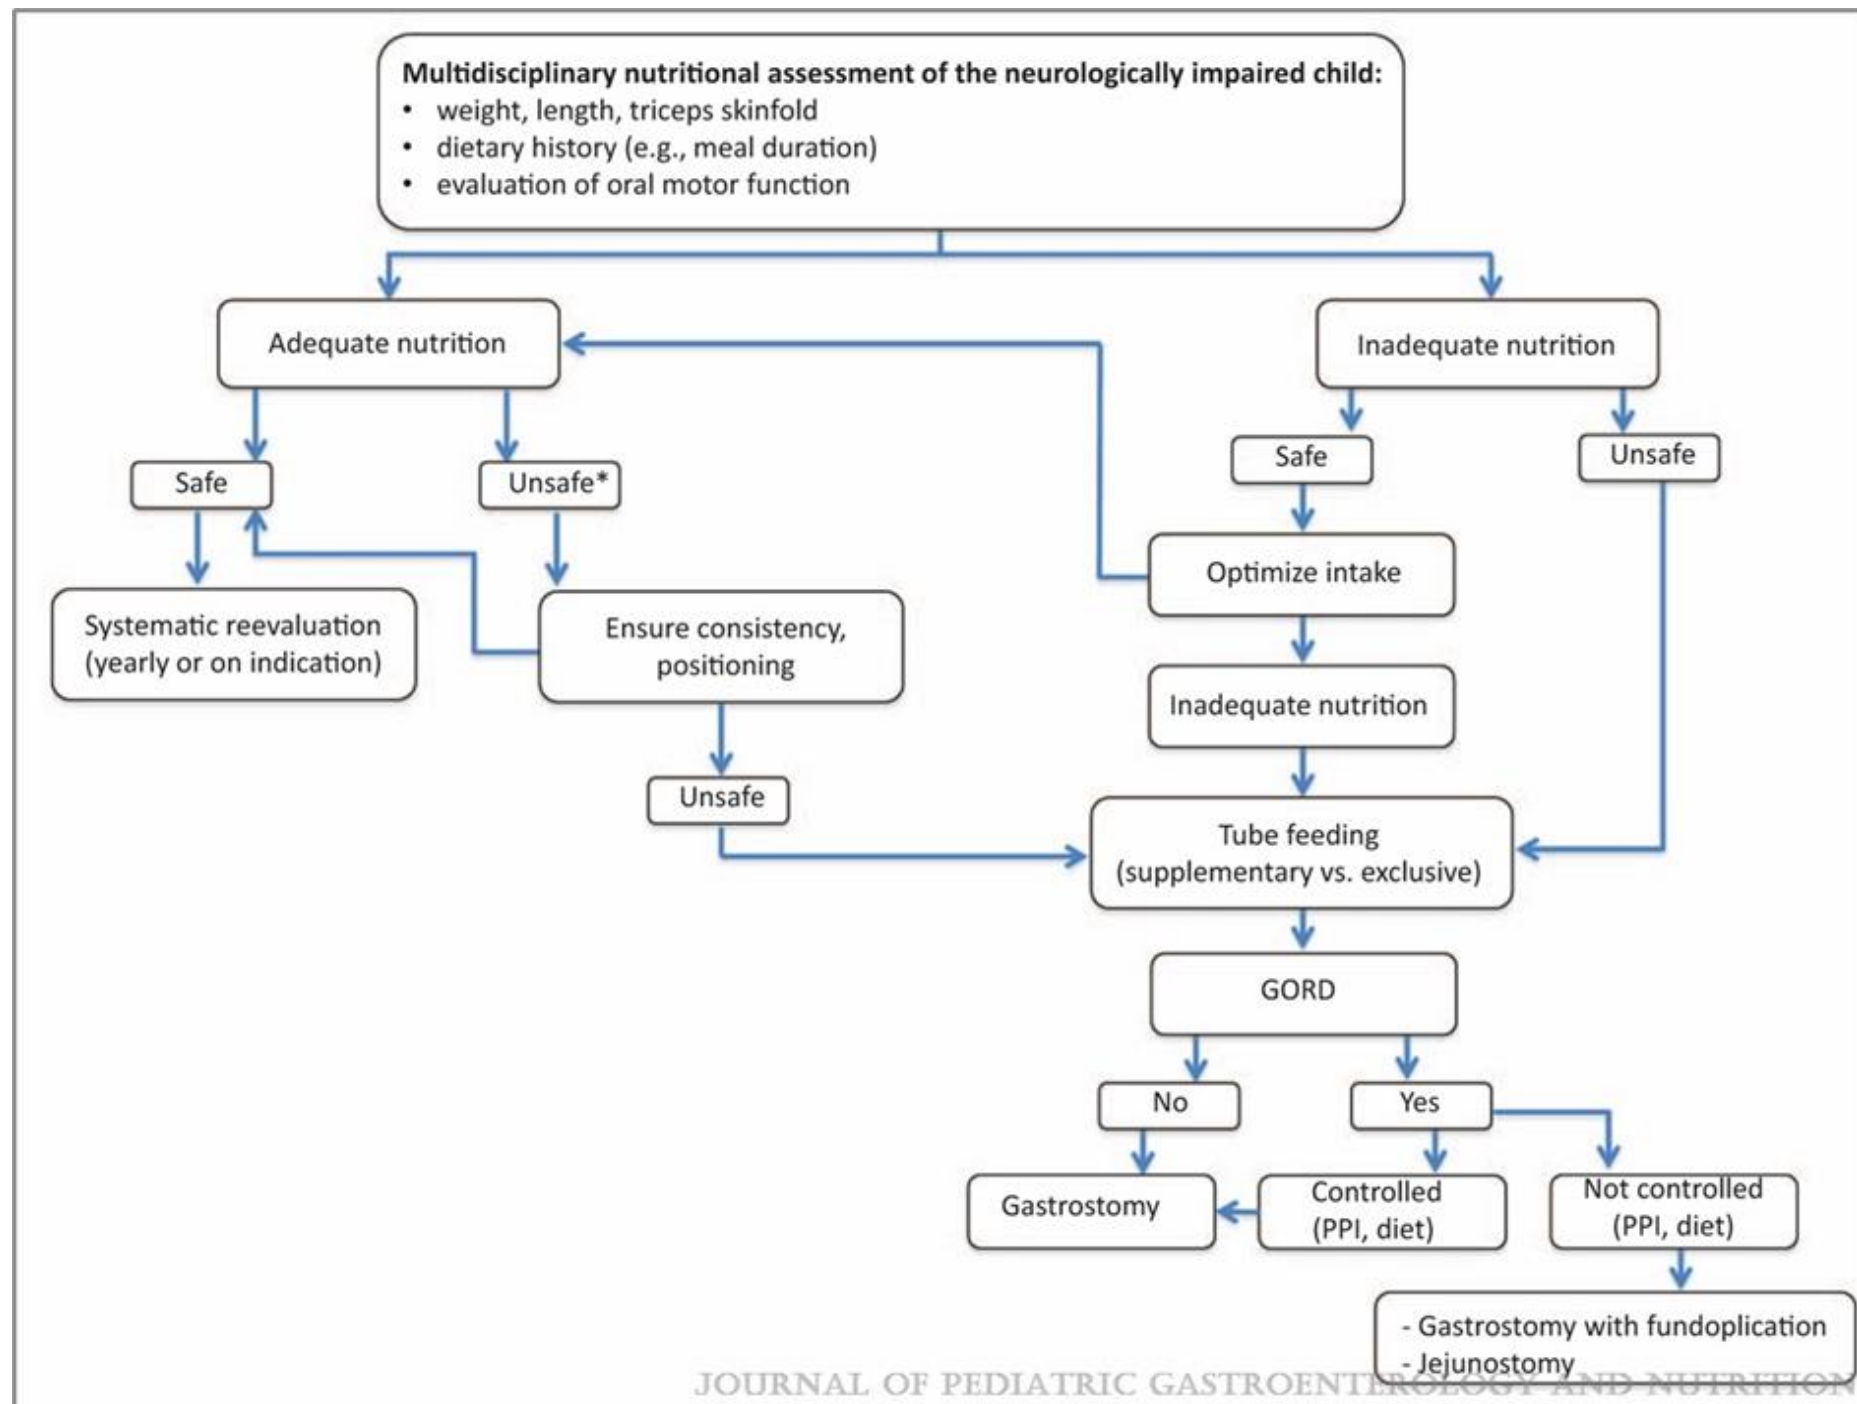 Multidisciplinary nutritional assessment of the neurologically impaired child:
• weight, length, triceps skinfold
• dietary history (e.g., meal duration)
• evaluation of oral motor function
Adequate nutrition
Inadequate nutrition
Safe
Unsafe*
Safe
Unsafe
Systematic reevaluation
(yearly or on indication)
Ensure consistency,
positioning
Optimize intake
Inadequate nutrition
Unsafe
Tube feeding
(supplementary vs. exclusive)
GORD
No
Yes
Gastrostomy
Controlled
(PPI, diet)
Not controlled
(PPI, diet)
- Gastrostomy with fundoplication
- Jejunostomy
JOURNAL OF PEDIATRIC GASTROENTEROLOGY AND NUTRITION